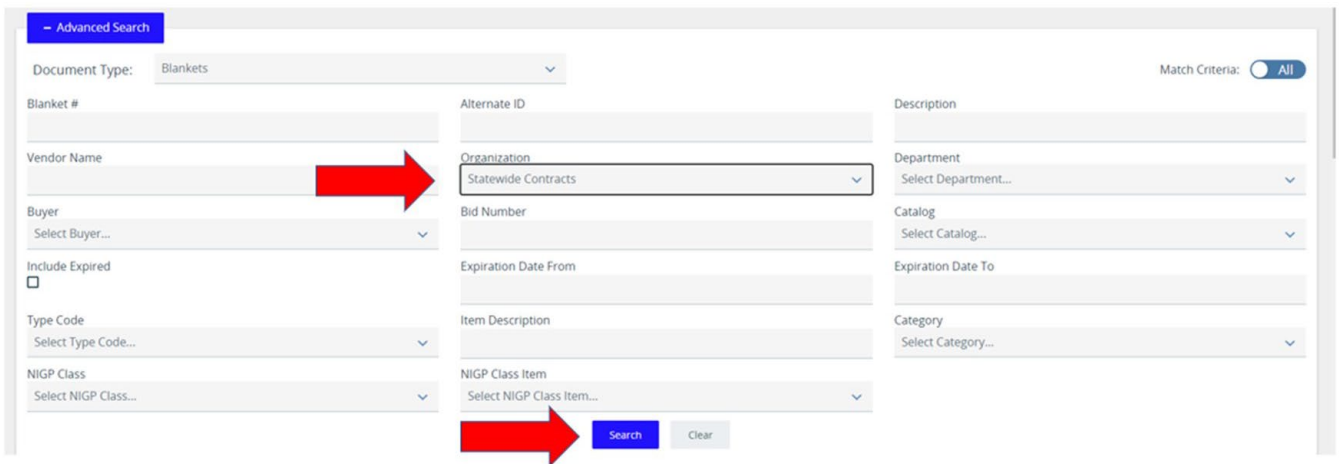 – Advanced Search
Document Type: Blankets
Match Criteria: All
Blanket # Alternate ID Description
Vendor Name Organization Department
Statewide Contracts Select Department...
Buyer Bid Number Catalog
Select Buyer... Select Catalog...
Include Expired Expiration Date From Expiration Date To
Type Code Item Description Category
Select Type Code... Select Category...
NIGP Class NIGP Class Item
Select NIGP Class... Select NIGP Class Item...
Search Clear